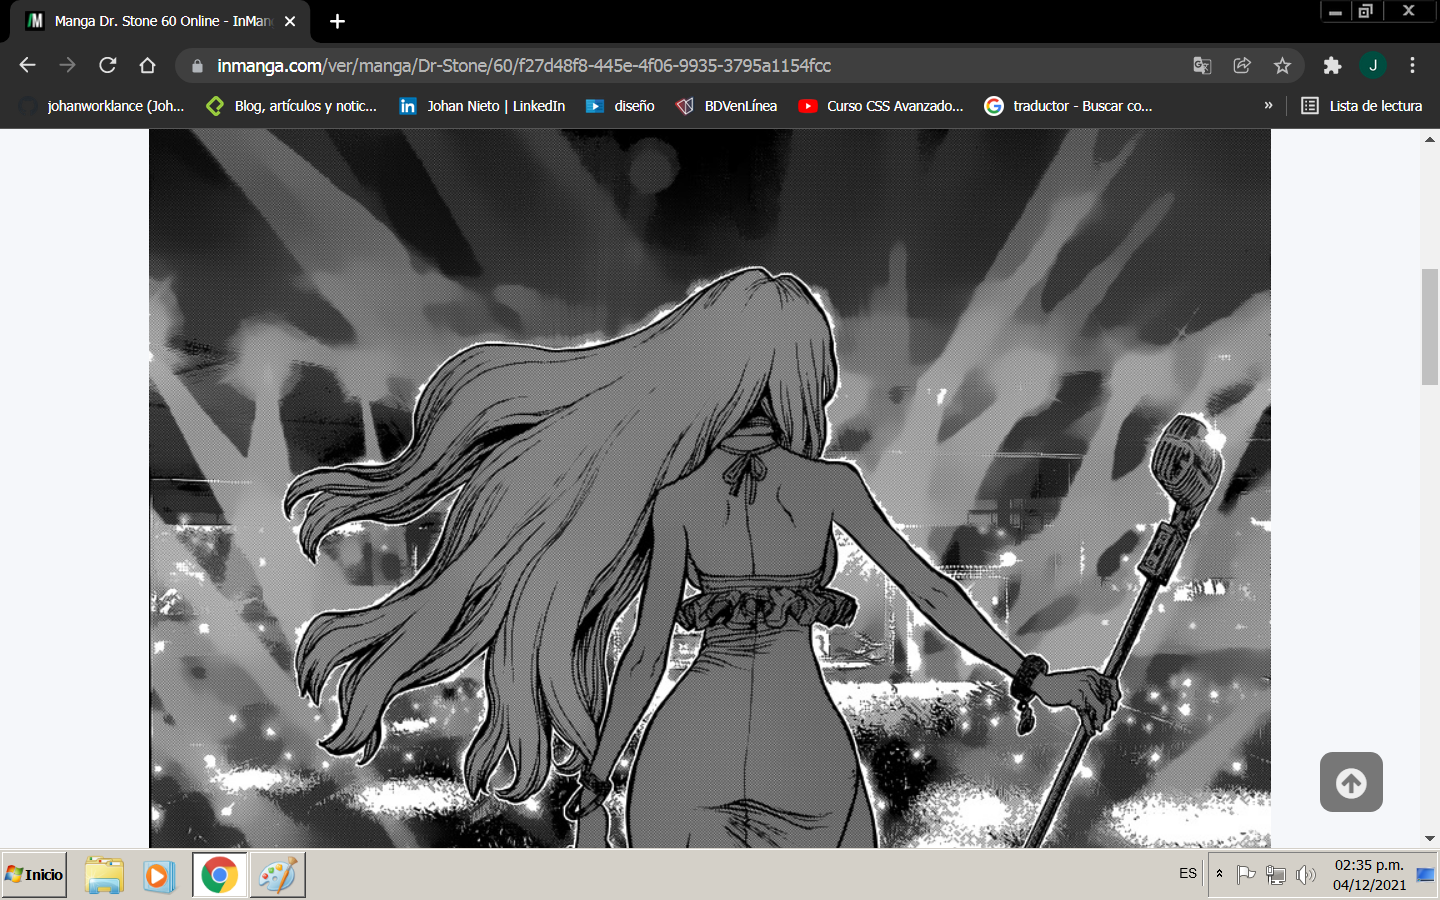 Manga Dr. Stone 60 Online - InMan
inmanga.com/ver/manga/Dr-Stone/60/f27d48f8-445e-4f06-9935-3795a1154fcc
J
johanworklance (Joh...
Blog, artículos y notic...
Johan Nieto | LinkedIn
diseño
BDVenLínea
Curso CSS Avanzado...
traductor - Buscar co...
»
Lista de lectura
Inicio
ES
02:35 p.m.
04/12/2021